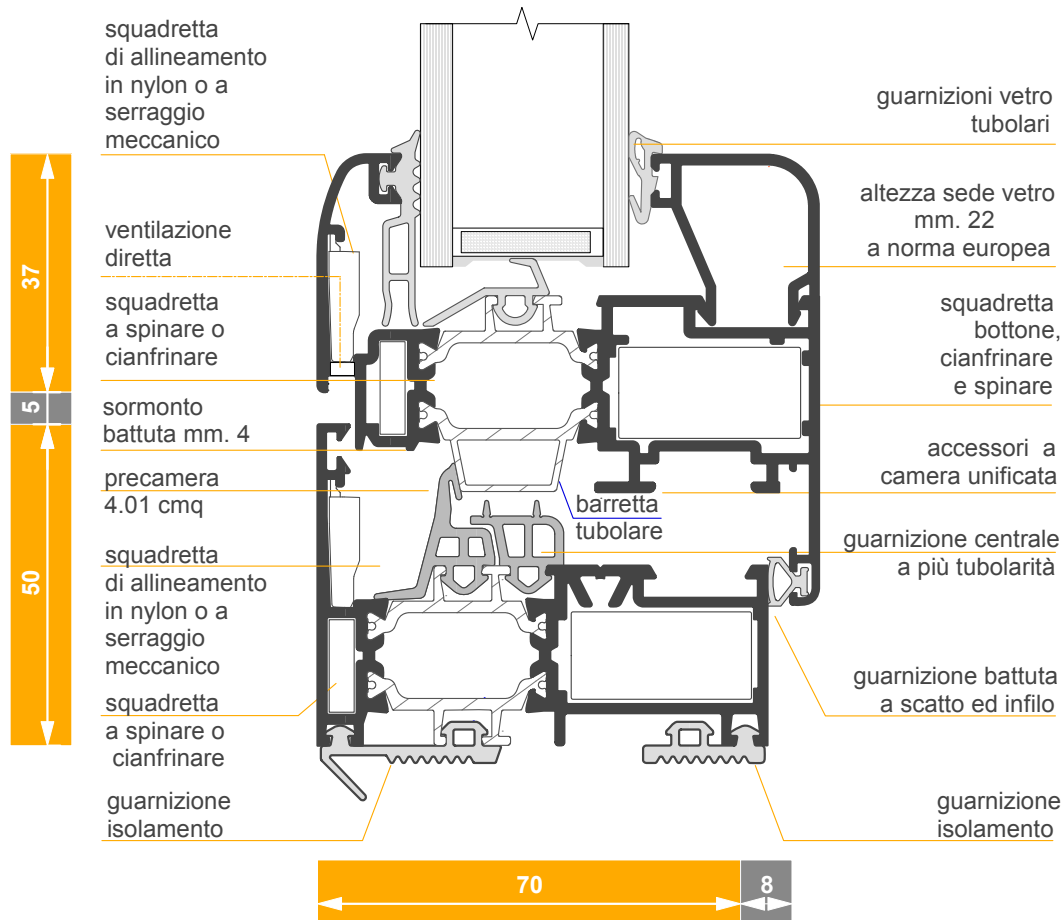 squadretta
di allineamento
in nylon o a
serraggio
meccanico
ventilazione
diretta
squadretta
a spinare o
cianfrinare
sormonto
battuta mm. 4
precamera
4.01 cmq
squadretta
di allineamento
in nylon o a
serraggio
meccanico
squadretta
a spinare o
cianfrinare
guarnizione
isolamento
guarnizioni vetro
tubolari
altezza sede vetro
mm. 22
a norma europea
squadretta
bottone,
cianfrinare
e spinare
accessori a
camera unificata
barretta
tubolare
guarnizione centrale
a più tubolarità
guarnizione battuta
a scatto ed infilo
guarnizione
isolamento
37
5
50
70
8